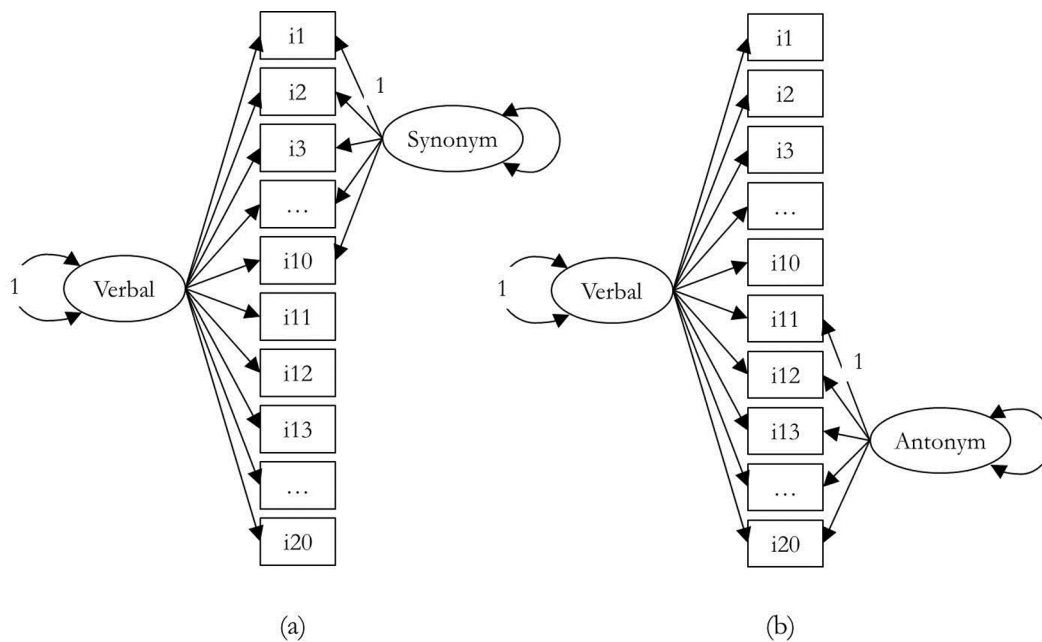 i1
i2
i3
…
i10
i11
i12
i13
…
i20
Verbal
1
Synonym
1
(a)
i1
i2
i3
…
i10
i11
i12
i13
…
i20
Verbal
1
Antonym
1
(b)